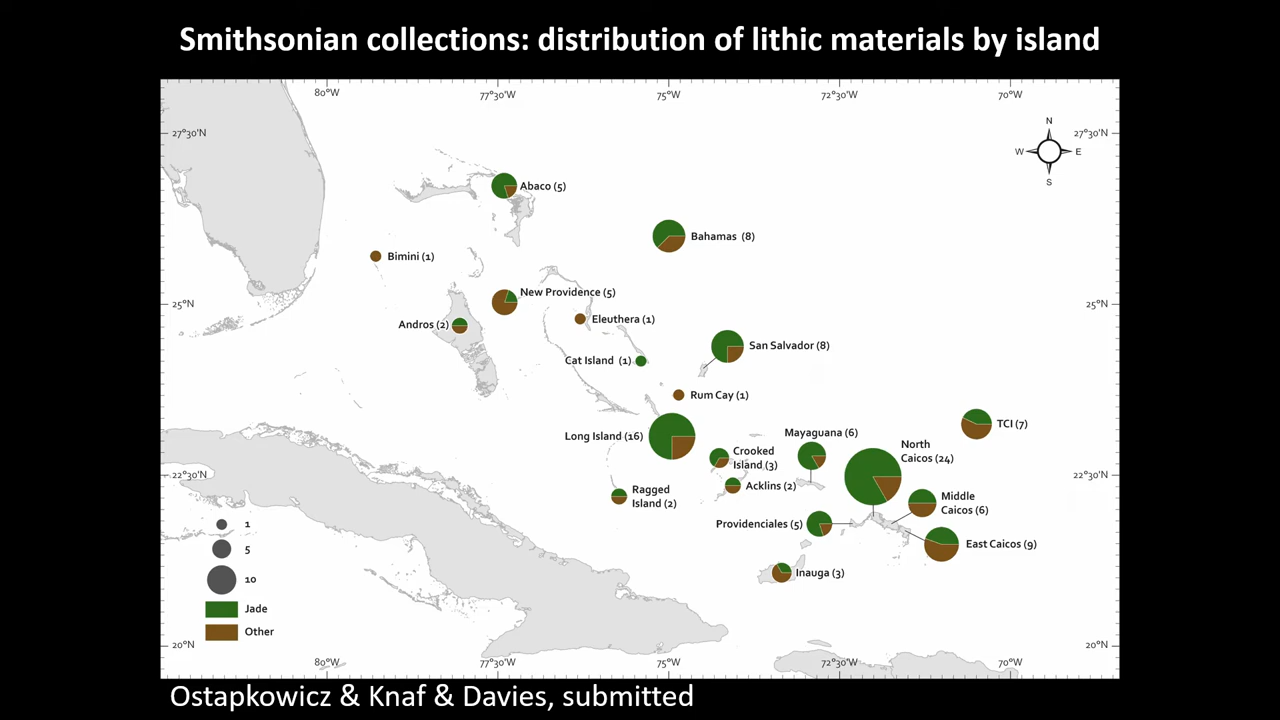 Smithsonian collections: distribution of lithic materials by island
80°W
77°30'W
75°W
72°30'W
70°W
27°30'N
27°30'N
N
W
E
S
Abaco (5)
Bahamas (8)
Bimini (1)
New Providence (5)
25°N
25°N
Eleuthera (1)
Andros (2)
San Salvador (8)
Cat Island (1)
Rum Cay (1)
TCI (7)
Mayaguana (6)
Long Island (16)
North
Caicos (24)
Crooked
Island (3)
22°30'N
22°30'N
Acklins (2)
Ragged
Island (2)
Middle
Caicos (6)
Providenciales (5)
1
East Caicos (9)
5
Inauga (3)
10
Jade
Other
20°N
20°N
80°W
77°30'W
75°W
72°30'W
70°W
Ostapkowicz & Knaf & Davies, submitted